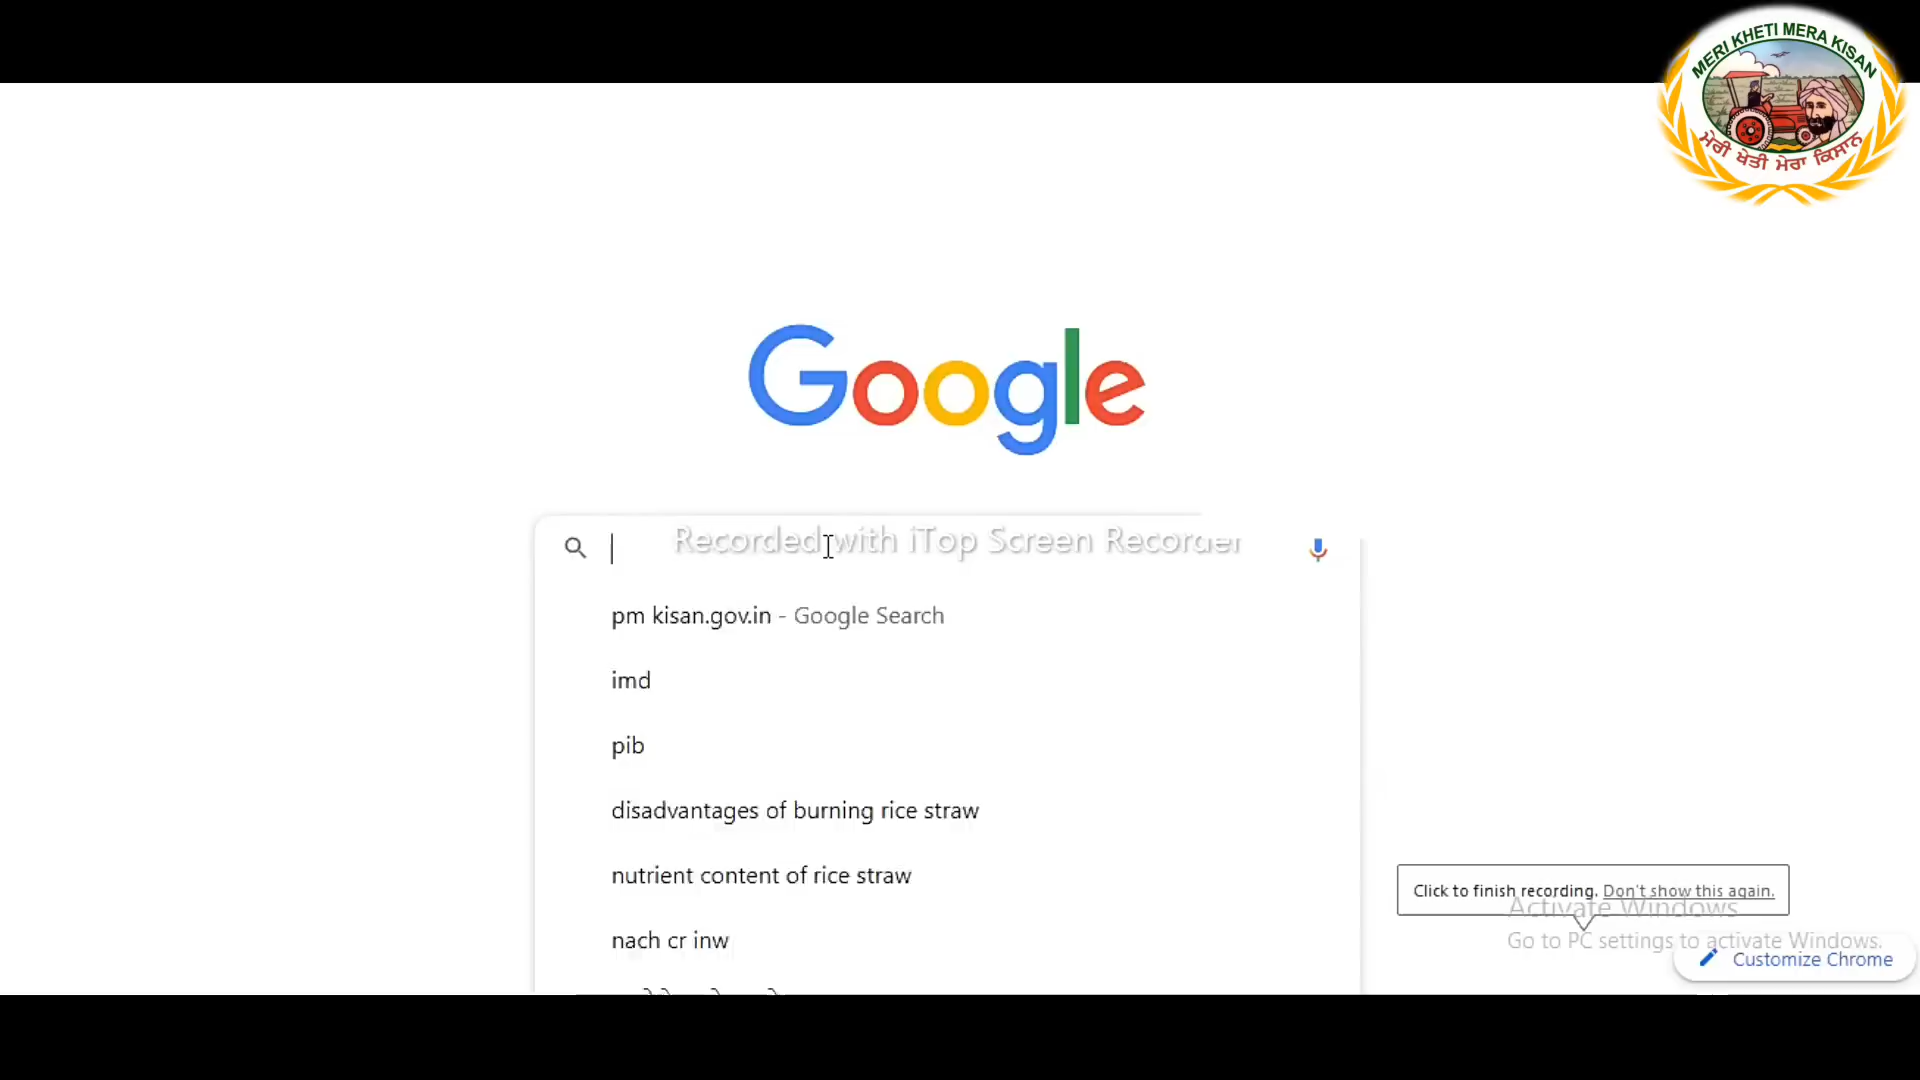 MERI KHETI MERA KISAN
ਮੇਰੀ ਖੇਤੀ ਮੇਰਾ ਕਿਸਾਨ
Google
Recorded with iTop Screen Recorder
pm kisan.gov.in - Google Search
imd
pib
disadvantages of burning rice straw
nutrient content of rice straw
nach cr inw
Click to finish recording. Don't show this again.
Activate Windows
Go to PC settings to activate Windows.
Customize Chrome